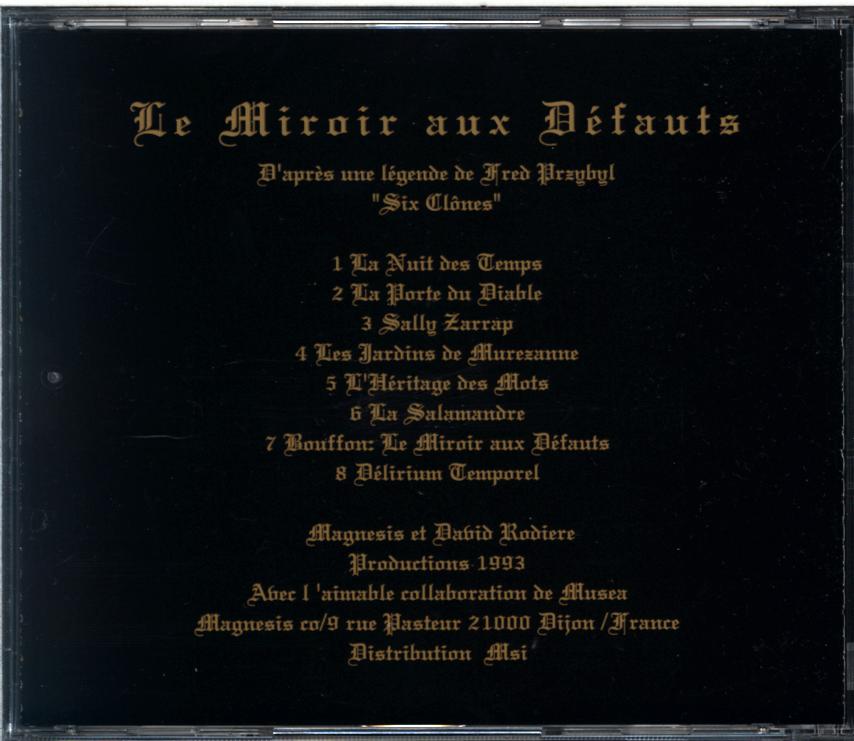 Le Miroir aux Défauts
D'après une légende de Fred Przybyl
"Six Clônes"
1 La Nuit des Temps
2 La Porte du Diable
3 Sally Zarrap
4 Les Jardins de Murezanne
5 L'Héritage des Mots
6 La Salamandre
7 Bouffon: Le Miroir aux Défauts
8 Délirium Temporel
Magnesis et David Rodiere
Productions 1993
Avec l 'aimable collaboration de Musea
Magnesis co/9 rue Pasteur 21000 Dijon /France
Distribution Msi